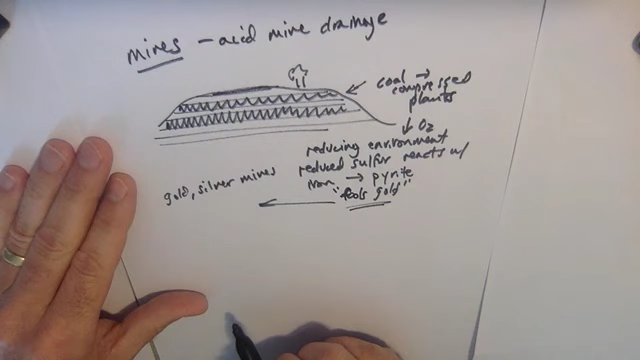 mines - acid mine drainage
coal →
compressed
plants
↓ O2
reducing environment
reduced sulfur reacts w/
iron → pyrite
"fools gold"
gold, silver mines